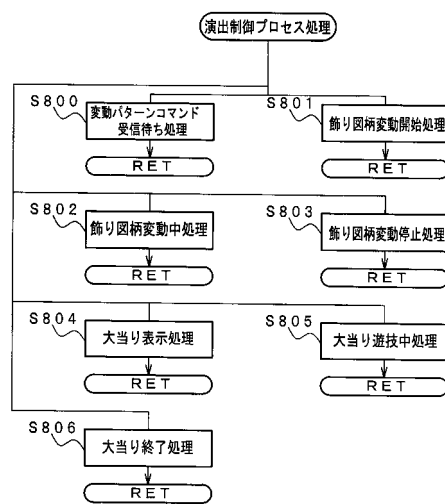 演出制御プロセス処理
S800
変動パターンコマンド
受信待ち処理
RET
S801
飾り図柄変動開始処理
RET
S802
飾り図柄変動中処理
RET
S803
飾り図柄変動停止処理
RET
S804
大当り表示処理
RET
S805
大当り遊技中処理
RET
S806
大当り終了処理
RET